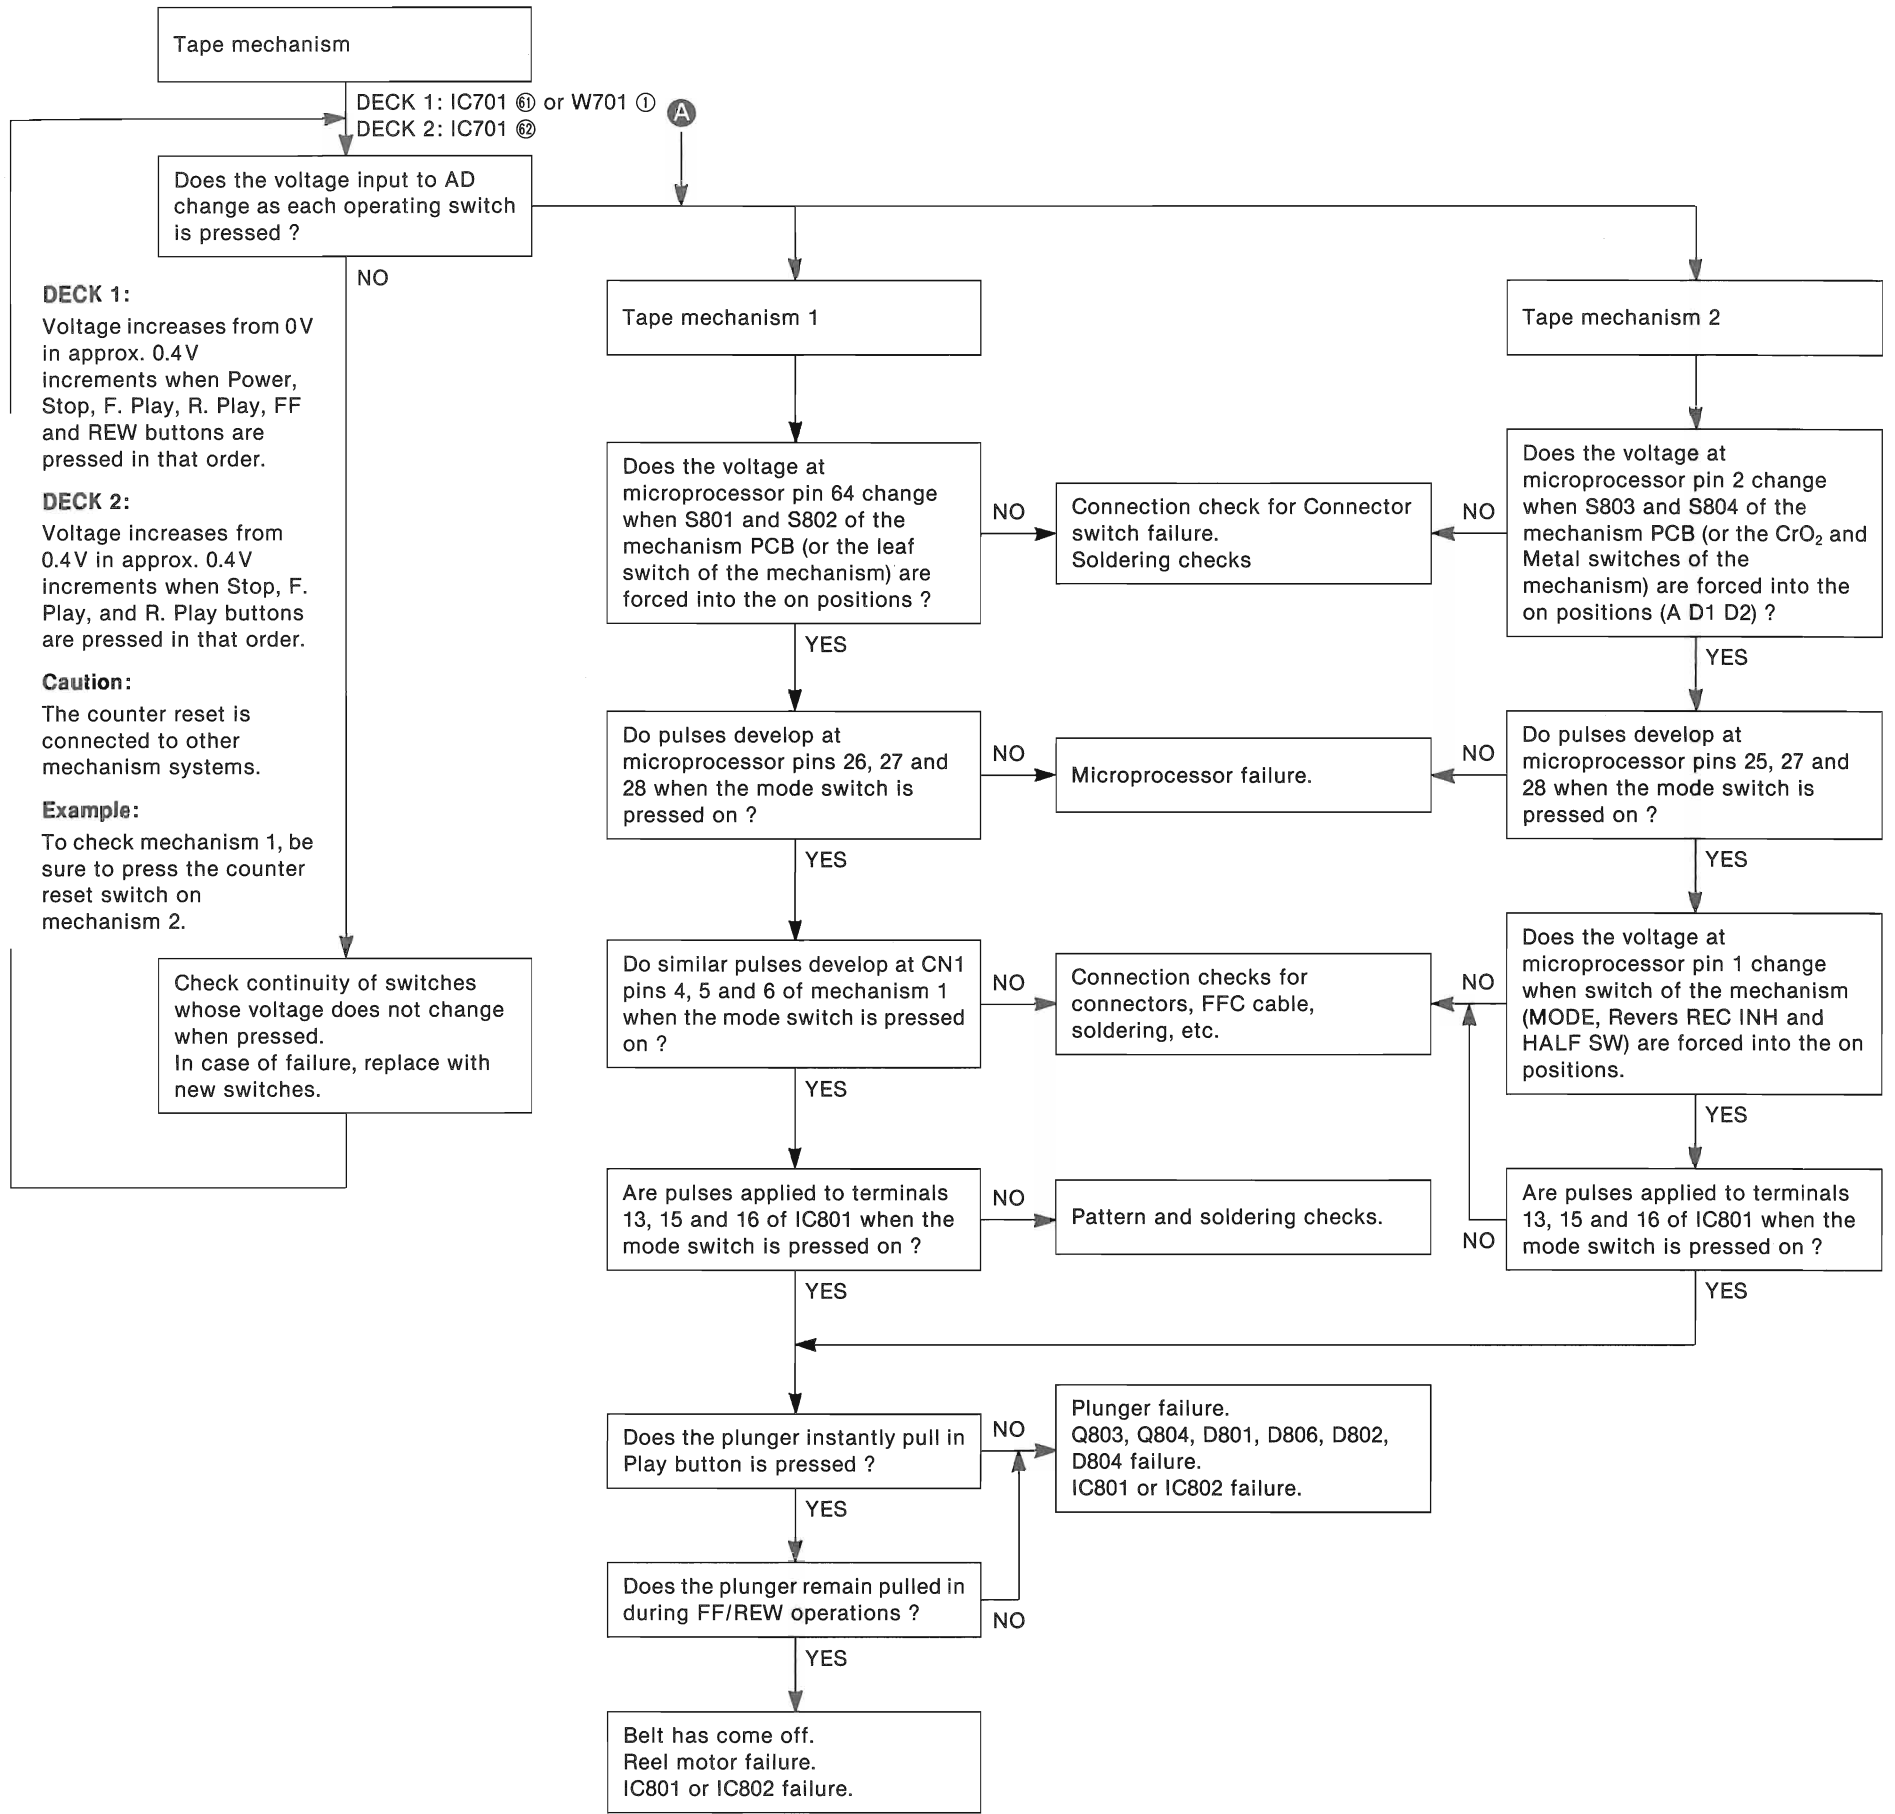 Tape mechanism
DECK 1: IC701 ㉛ or W701 ①
DECK 2: IC701 ㉜
A
Does the voltage input to AD
change as each operating switch
is pressed ?
NO
DECK 1:
Voltage increases from 0V
in approx. 0.4V
increments when Power,
Stop, F. Play, R. Play, FF
and REW buttons are
pressed in that order.
DECK 2:
Voltage increases from
0.4V in approx. 0.4V
increments when Stop, F.
Play, and R. Play buttons
are pressed in that order.
Caution:
The counter reset is
connected to other
mechanism systems.
Example:
To check mechanism 1, be
sure to press the counter
reset switch on
mechanism 2.
Check continuity of switches
whose voltage does not change
when pressed.
In case of failure, replace with
new switches.
Tape mechanism 1
Does the voltage at
microprocessor pin 64 change
when S801 and S802 of the
mechanism PCB (or the leaf
switch of the mechanism) are
forced into the on positions ?
NO
YES
Connection check for Connector
switch failure.
Soldering checks
Tape mechanism 2
Does the voltage at
microprocessor pin 2 change
when S803 and S804 of the
mechanism PCB (or the CrO₂ and
Metal switches of the
mechanism) are forced into the
on positions (A D1 D2) ?
NO
YES
Do pulses develop at
microprocessor pins 26, 27 and
28 when the mode switch is
pressed on ?
NO
YES
Microprocessor failure.
Do pulses develop at
microprocessor pins 25, 27 and
28 when the mode switch is
pressed on ?
NO
YES
Do similar pulses develop at CN1
pins 4, 5 and 6 of mechanism 1
when the mode switch is pressed
on ?
NO
YES
Connection checks for
connectors, FFC cable,
soldering, etc.
Does the voltage at
microprocessor pin 1 change
when switch of the mechanism
(MODE, Revers REC INH and
HALF SW) are forced into the on
positions.
NO
YES
Are pulses applied to terminals
13, 15 and 16 of IC801 when the
mode switch is pressed on ?
NO
YES
Pattern and soldering checks.
Are pulses applied to terminals
13, 15 and 16 of IC801 when the
mode switch is pressed on ?
NO
YES
Does the plunger instantly pull in
Play button is pressed ?
NO
YES
Plunger failure.
Q803, Q804, D801, D806, D802,
D804 failure.
IC801 or IC802 failure.
Does the plunger remain pulled in
during FF/REW operations ?
NO
YES
Belt has come off.
Reel motor failure.
IC801 or IC802 failure.